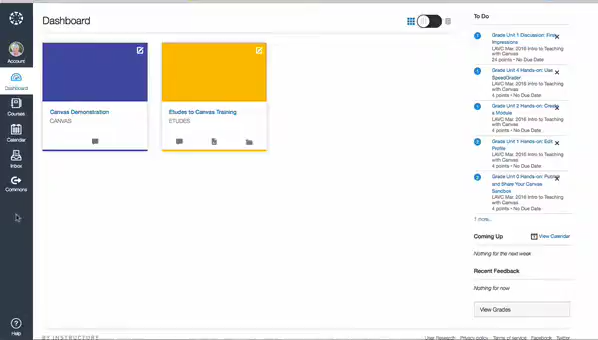 Account
Dashboard
Courses
Calendar
Inbox
Commons
Help
Dashboard
Canvas Demonstration
CANVAS
Etudes to Canvas Training
ETUDES
To Do
Grade Unit 1 Discussion: First
Impressions
LAVC Mar. 2016 Intro to Teaching
with Canvas
24 points • No Due Date
Grade Unit 4 Hands-on: Use
SpeedGrader
LAVC Mar. 2016 Intro to Teaching
with Canvas
4 points • No Due Date
Grade Unit 2 Hands-on: Create
a Module
LAVC Mar. 2016 Intro to Teaching
with Canvas
4 points • No Due Date
Grade Unit 1 Hands-on: Edit
Profile
LAVC Mar. 2016 Intro to Teaching
with Canvas
4 points • No Due Date
Grade Unit 0 Hands-on:
and Share Your Canvas
Sandbox
LAVC Mar. 2016 Intro to Teaching
with Canvas
4 points • No Due Date
1 more...
Coming Up
View Calendar
Nothing for the next week
Recent Feedback
Nothing for now
View Grades
BY INSTRUCTURE
User Research Privacy policy Terms of service Facebook Twitter